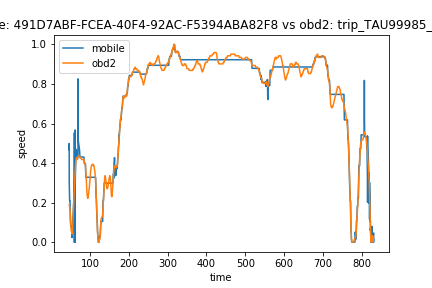 e: 491D7ABF-FCEA-40F4-92AC-F5394ABA82F8 vs obd2: trip_TAU99985_
mobile
obd2
1.0
0.8
0.6
0.4
0.2
0.0
speed
100 200 300 400 500 600 700 800
time